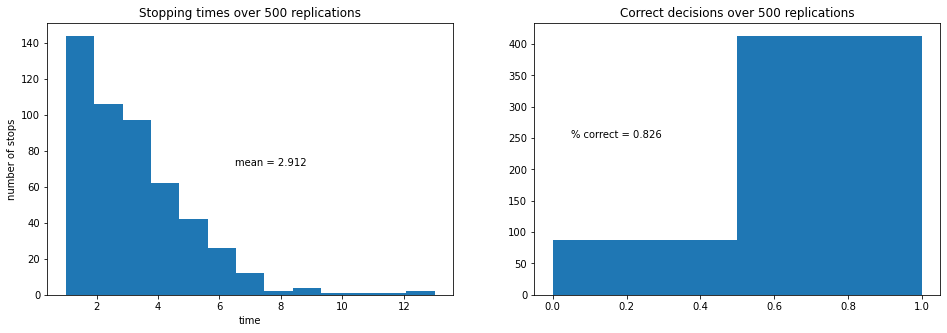 Stopping times over 500 replications
140
120
100
80
60
40
20
0
number of stops
mean = 2.912
2 4 6 8 10 12
time
Correct decisions over 500 replications
400
350
300
250
200
150
100
50
0
% correct = 0.826
0.0 0.2 0.4 0.6 0.8 1.0